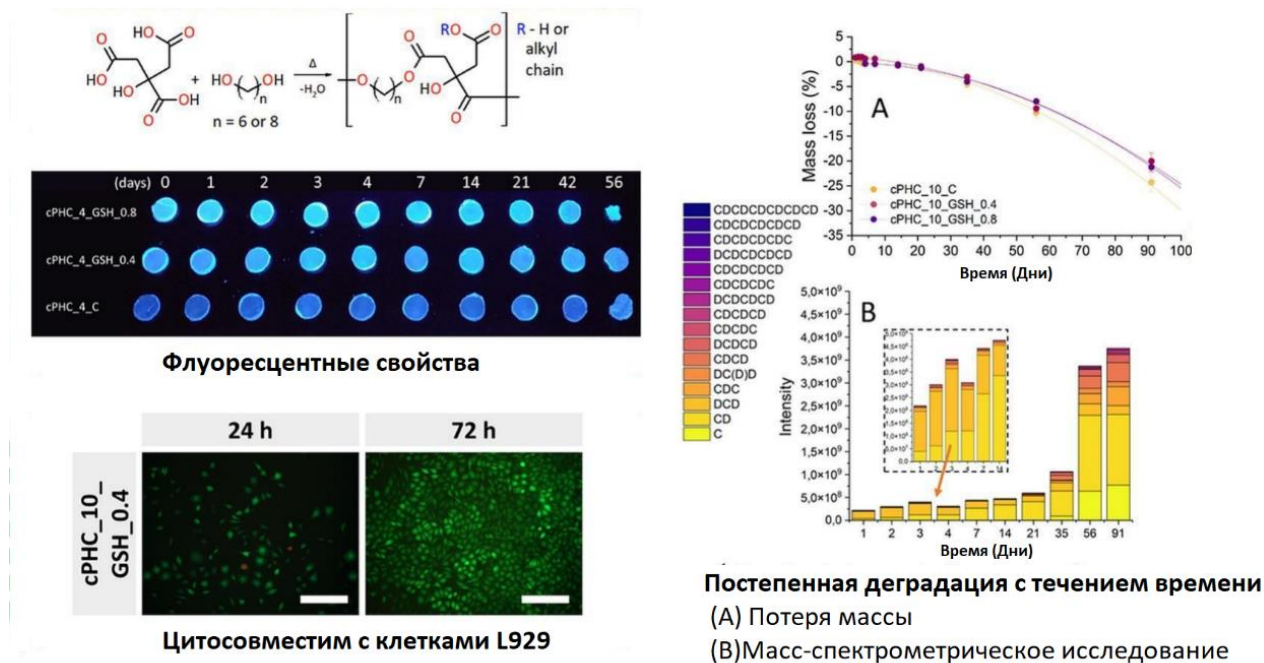 O
OH
HO
O
O
OH
HO
OH
O
+
HO
OH
n
n = 6 or 8
Δ
-H₂O
RO
O
O
O
O
n
HO
O
R - H or
alkyl
chain
(days) 0 1 2 3 4 7 14 21 42 56
cPHC_4_GSH_0.8
cPHC_4_GSH_0.4
cPHC_4_C
Флуоресцентные свойства
24 h 72 h
cPHC_10_
GSH_0.4
Цитосовместим с клетками L929
Mass loss (%)
5
0
-5
-10
-15
-20
-25
-30
-35
A
cPHC_10_C
cPHC_10_GSH_0.4
cPHC_10_GSH_0.8
0 10 20 30 40 50 60 70 80 90 100
Время (Дни)
CDCDCDCDCDCD
CDCDCDCDCD
CDCDCDCDC
DCDCDCDCD
CDCDCDCD
CDCDCDC
DCDCDCD
CDCDCD
CDCDC
DCDCD
CDCD
DC(D)D
CDC
DCD
CD
C
B
Intensity
4,0×10⁹
3,5×10⁹
3,0×10⁹
2,5×10⁹
2,0×10⁹
1,5×10⁹
1,0×10⁹
5,0×10⁸
0,0
1 2 3 4 7 14 21 35 56 91
Время (Дни)
Постепенная деградация с течением времени
(A) Потеря массы
(B)Масс-спектрометрическое исследование